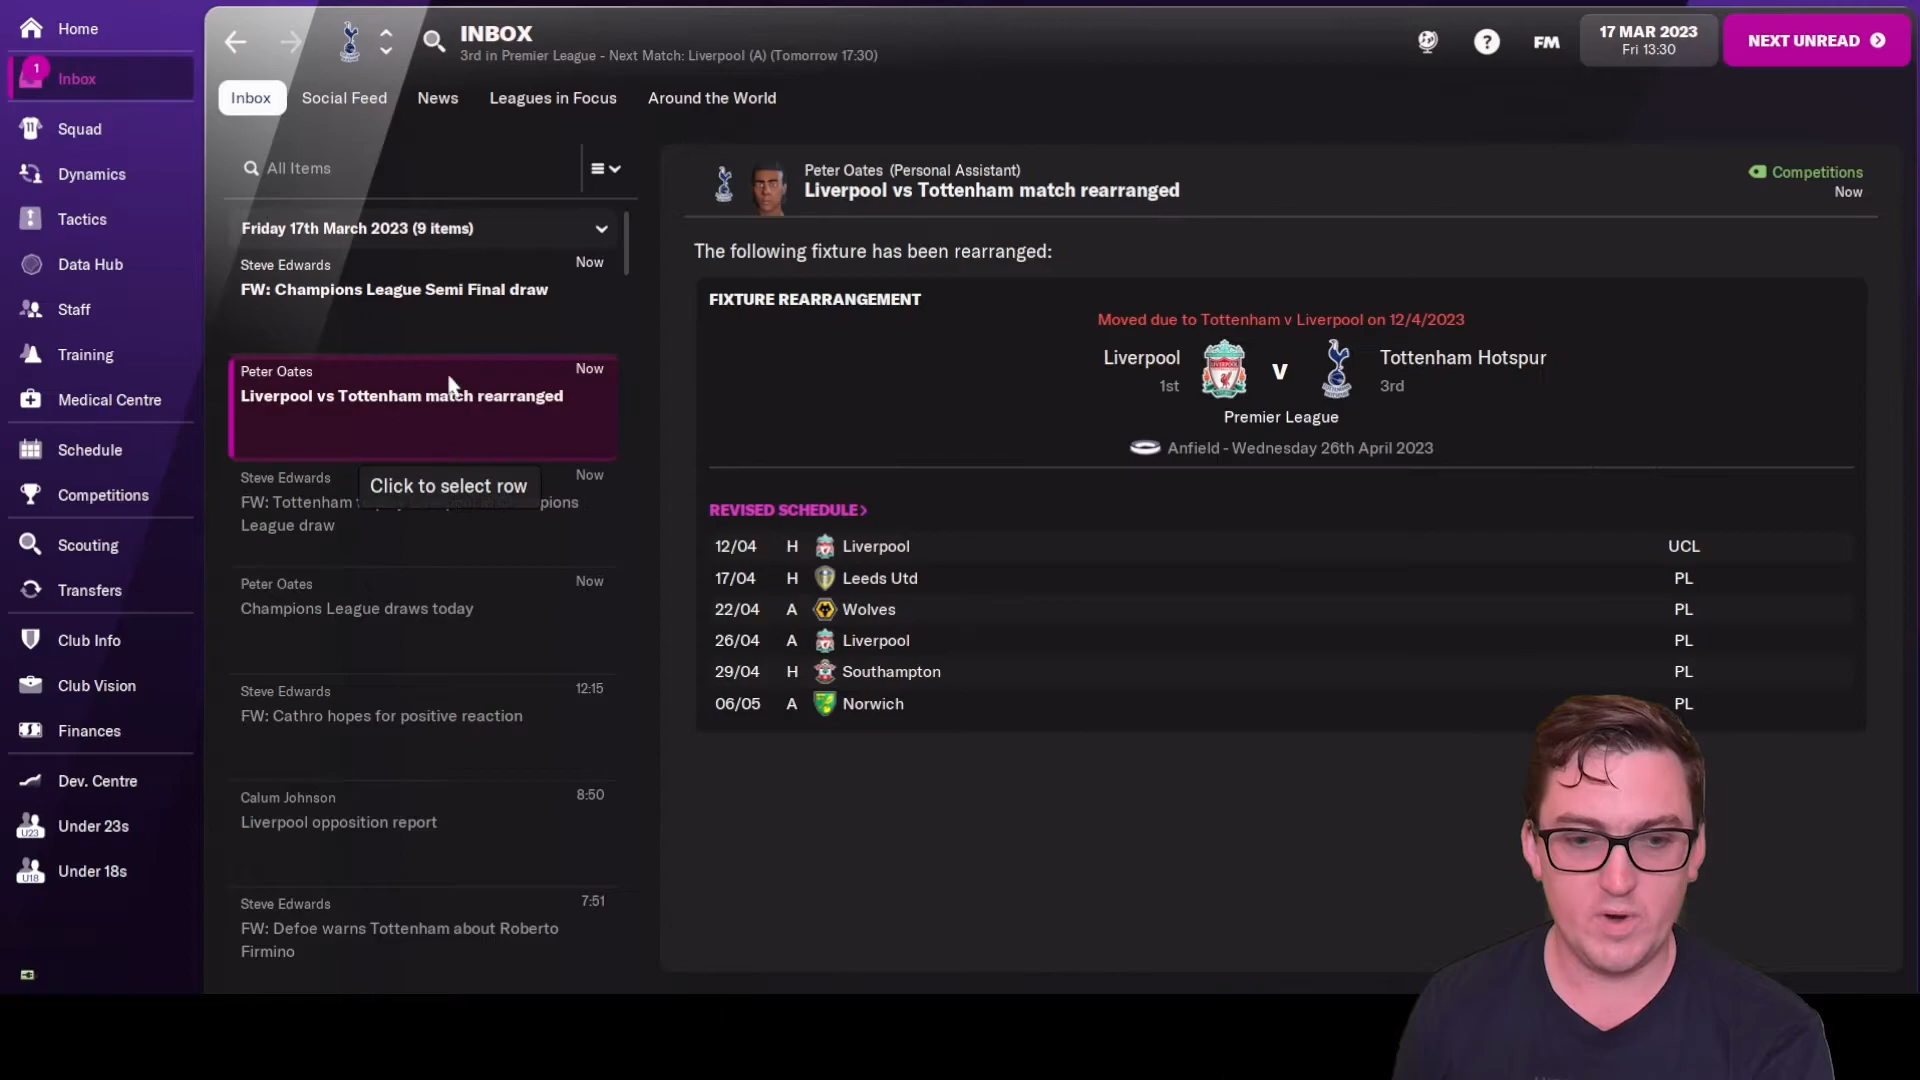 Home
1
Inbox
Squad
Dynamics
Tactics
Data Hub
Staff
Training
Medical Centre
Schedule
Competitions
Scouting
Transfers
Club Info
Club Vision
Finances
Dev. Centre
U23
Under 23s
U18
Under 18s
INBOX
3rd in Premier League - Next Match: Liverpool (A) (Tomorrow 17:30)
?
FM
17 MAR 2023
Fri 13:30
NEXT UNREAD
Inbox
Social Feed
News
Leagues in Focus
Around the World
All Items
Friday 17th March 2023 (9 items)
Steve Edwards
Now
FW: Champions League Semi Final draw
Peter Oates
Now
Liverpool vs Tottenham match rearranged
Click to select row
Steve Edwards
Now
FW: Tottenham
League draw
Peter Oates
Now
Champions League draws today
Steve Edwards
12:15
FW: Cathro hopes for positive reaction
Calum Johnson
8:50
Liverpool opposition report
Steve Edwards
7:51
FW: Defoe warns Tottenham about Roberto
Firmino
Peter Oates (Personal Assistant)
Liverpool vs Tottenham match rearranged
Competitions
Now
The following fixture has been rearranged:
FIXTURE REARRANGEMENT
Moved due to Tottenham v Liverpool on 12/4/2023
Liverpool
1st
V
Tottenham Hotspur
3rd
Premier League
Anfield - Wednesday 26th April 2023
REVISED SCHEDULE>
12/04 H Liverpool UCL
17/04 H Leeds Utd PL
22/04 A Wolves PL
26/04 A Liverpool PL
29/04 H Southampton PL
06/05 A Norwich PL